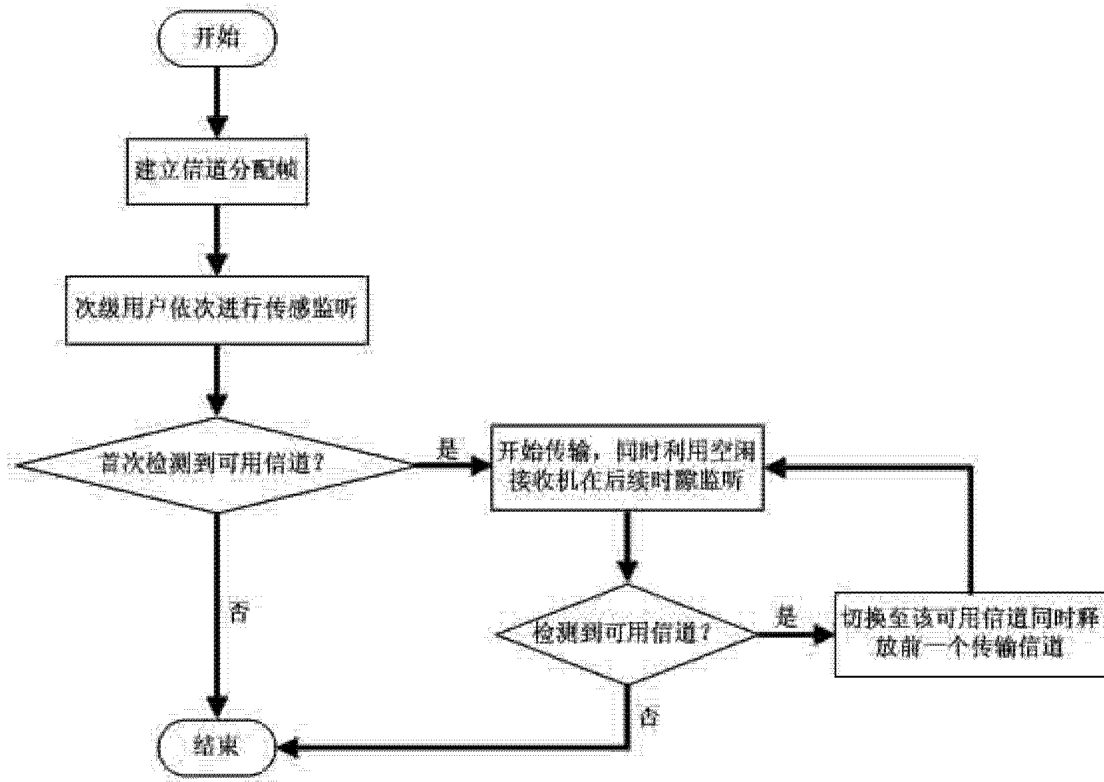 开始
建立信道分配帧
次级用户依次进行传感监听
首次检测到可用信道？
是
开始传输，同时利用空闲
接收机在后续时隙监听
否
检测到可用信道？
是
切换至该可用信道同时释
放前一个传输信道
否
结束